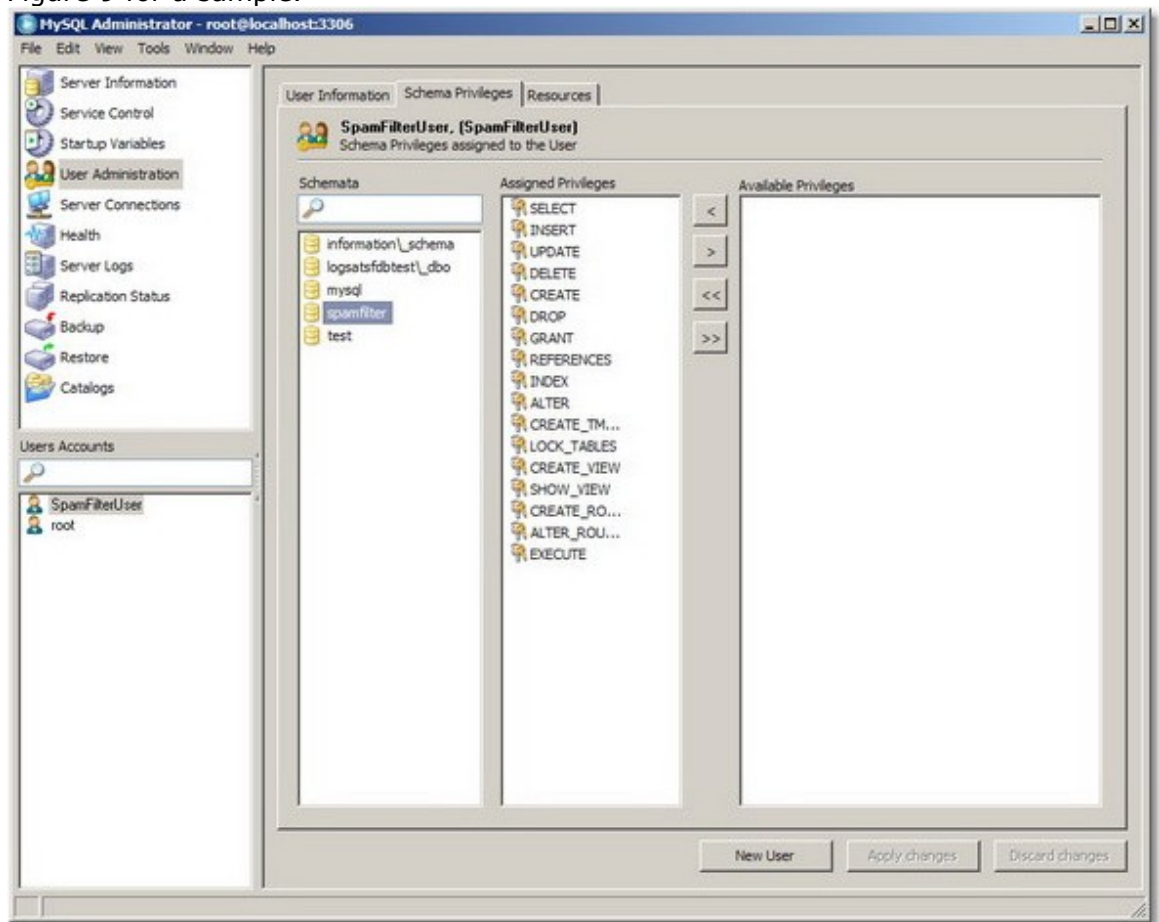 Figure 9 for a sample.
MySQL Administrator - root@localhost:3306
File Edit View Tools Window Help
Server Information
Service Control
Startup Variables
User Administration
Server Connections
Health
Server Logs
Replication Status
Backup
Restore
Catalogs
Users Accounts
SpamFilterUser
root
User Information Schema Privileges Resources
SpamFilterUser, (SpamFilterUser)
Schema Privileges assigned to the User
Schemata
information\_schema
logsatsfdbtest\_dbo
mysql
spamfilter
test
Assigned Privileges
SELECT
INSERT
UPDATE
DELETE
CREATE
DROP
GRANT
REFERENCES
INDEX
ALTER
CREATE_TM...
LOCK_TABLES
CREATE_VIEW
SHOW_VIEW
CREATE_RO...
ALTER_ROU...
EXECUTE
<
>
<<
>>
Available Privileges
New User Apply changes Discard changes